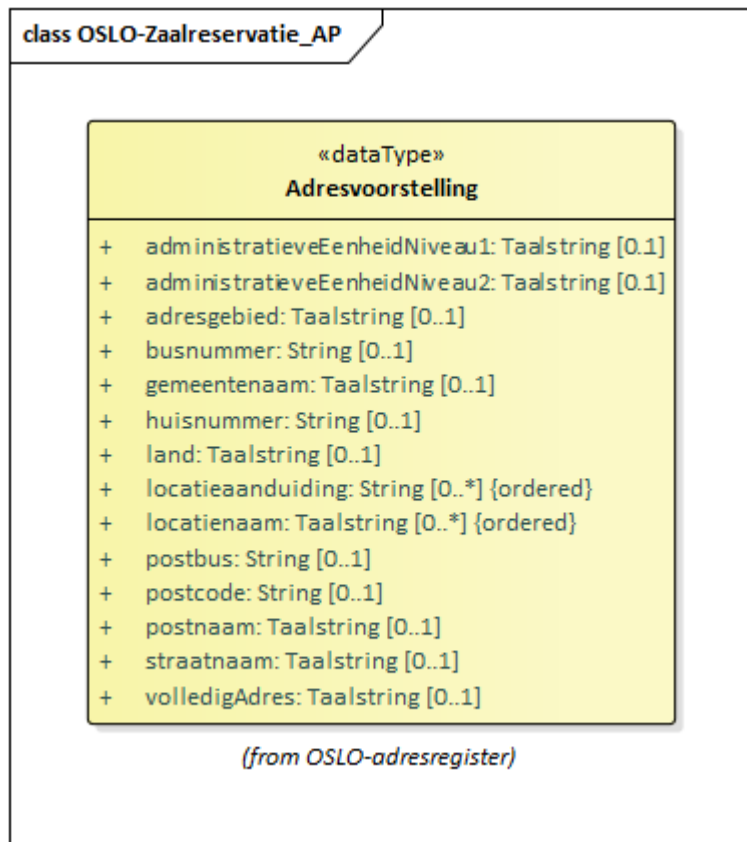 class OSLO-Zaalreservatie_AP
«dataType»
Adresvoorstelling
+ administratieveEenheidNiveau1: Taalstring [0.1]
+ administratieveEenheidNiveau2: Taalstring [0.1]
+ adresgebied: Taalstring [0..1]
+ busnummer: String [0..1]
+ gemeentenaam: Taalstring [0..1]
+ huisnummer: String [0..1]
+ land: Taalstring [0..1]
+ locatieaanduiding: String [0..*] {ordered}
+ locatienaam: Taalstring [0..*] {ordered}
+ postbus: String [0..1]
+ postcode: String [0..1]
+ postnaam: Taalstring [0..1]
+ straatnaam: Taalstring [0..1]
+ volledigAdres: Taalstring [0..1]
(from OSLO-adresregister)